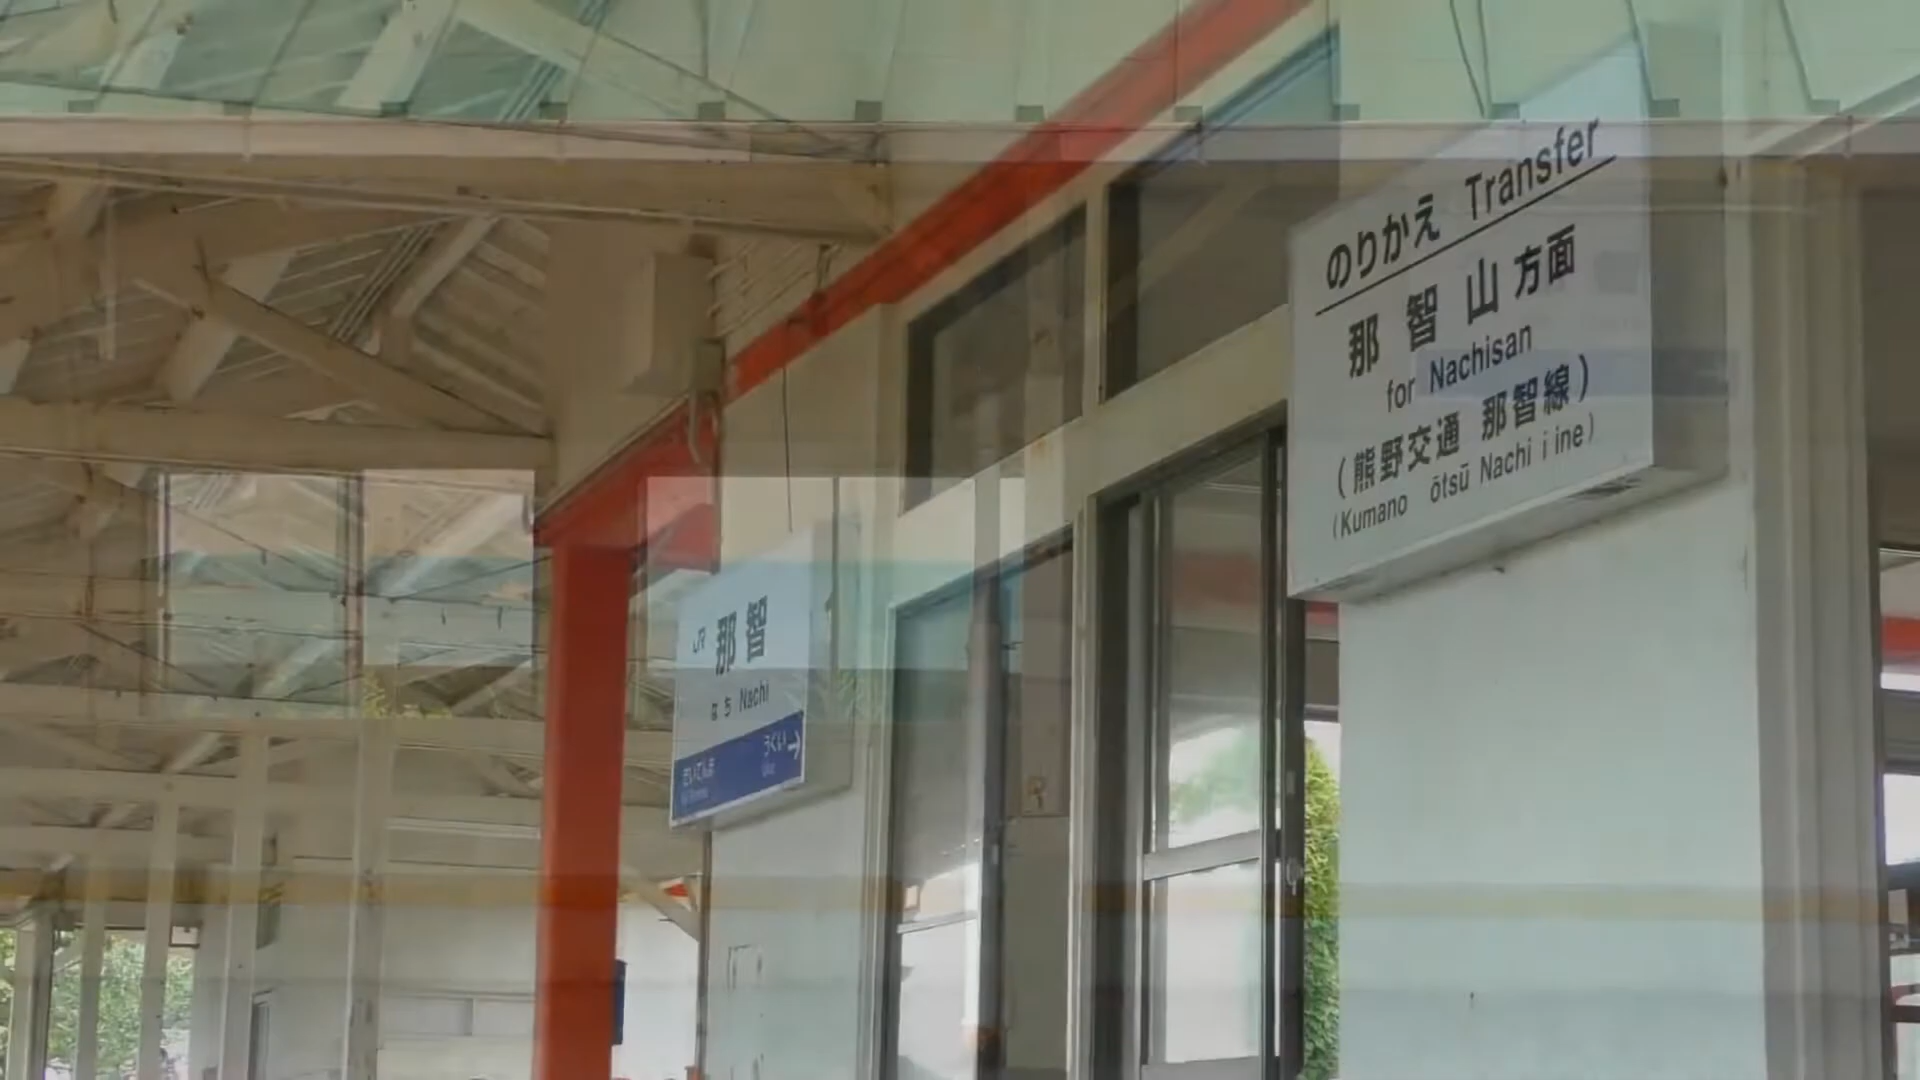 のりかえ Transfer
那智山方面
for Nachisan
(熊野交通 那智線)
(Kumano ōtsū Nachi i ine)
JR 那智
なち Nachi
うくい→